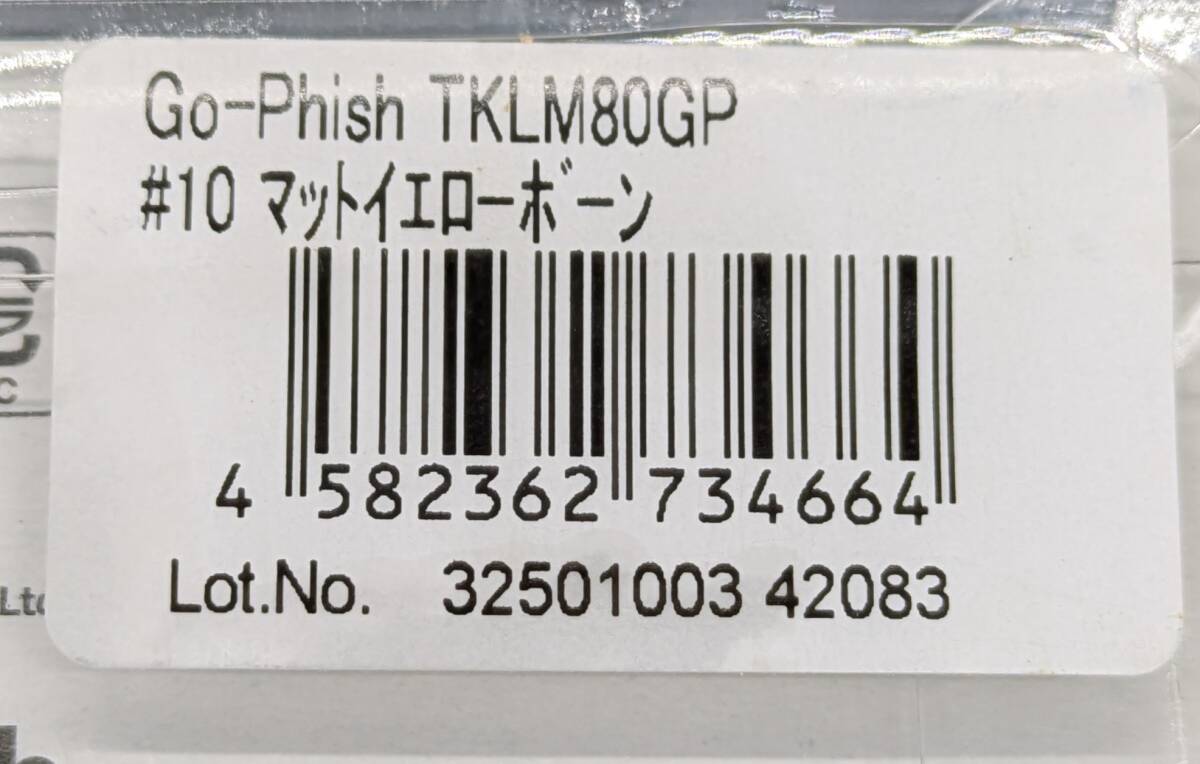 Go-Phish TKLM80GP
#10 マットイエローボーン
4 582362 734664
Lot.No. 32501003 42083
Ltd